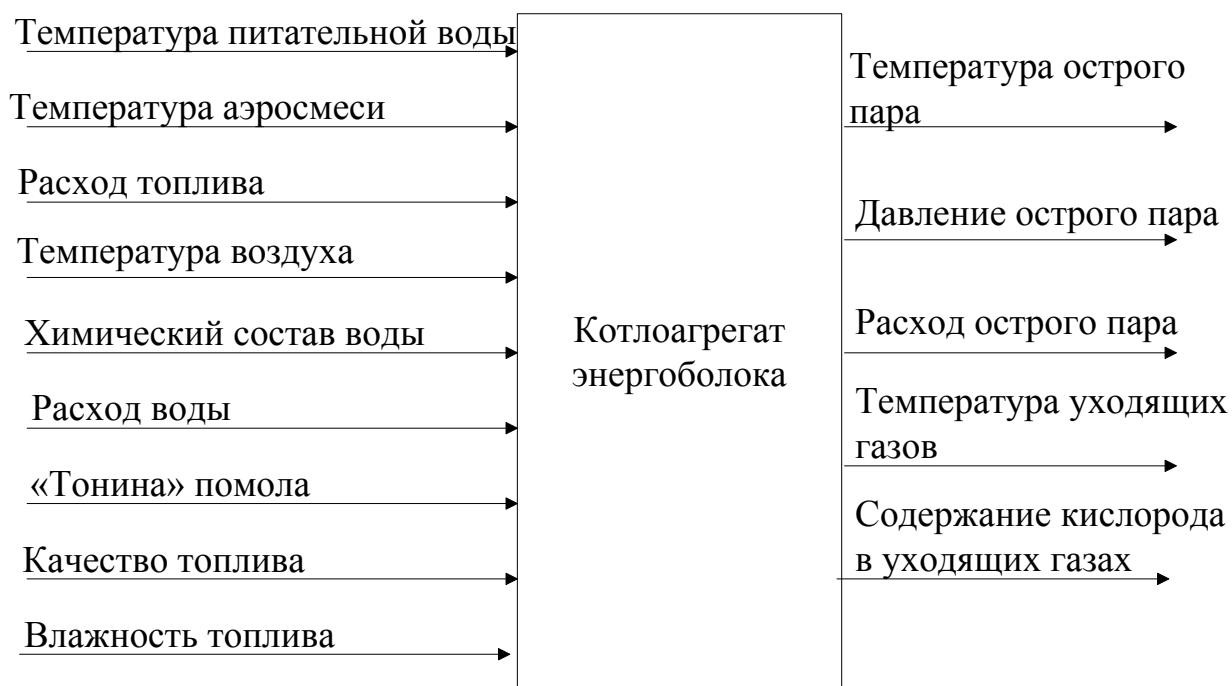 Температура питательной воды
Температура аэросмеси
Расход топлива
Температура воздуха
Химический состав воды
Расход воды
«Тонина» помола
Качество топлива
Влажность топлива
Котлоагрегат
энергоболока
Температура острого
пара
Давление острого пара
Расход острого пара
Температура уходящих
газов
Содержание кислорода
в уходящих газах